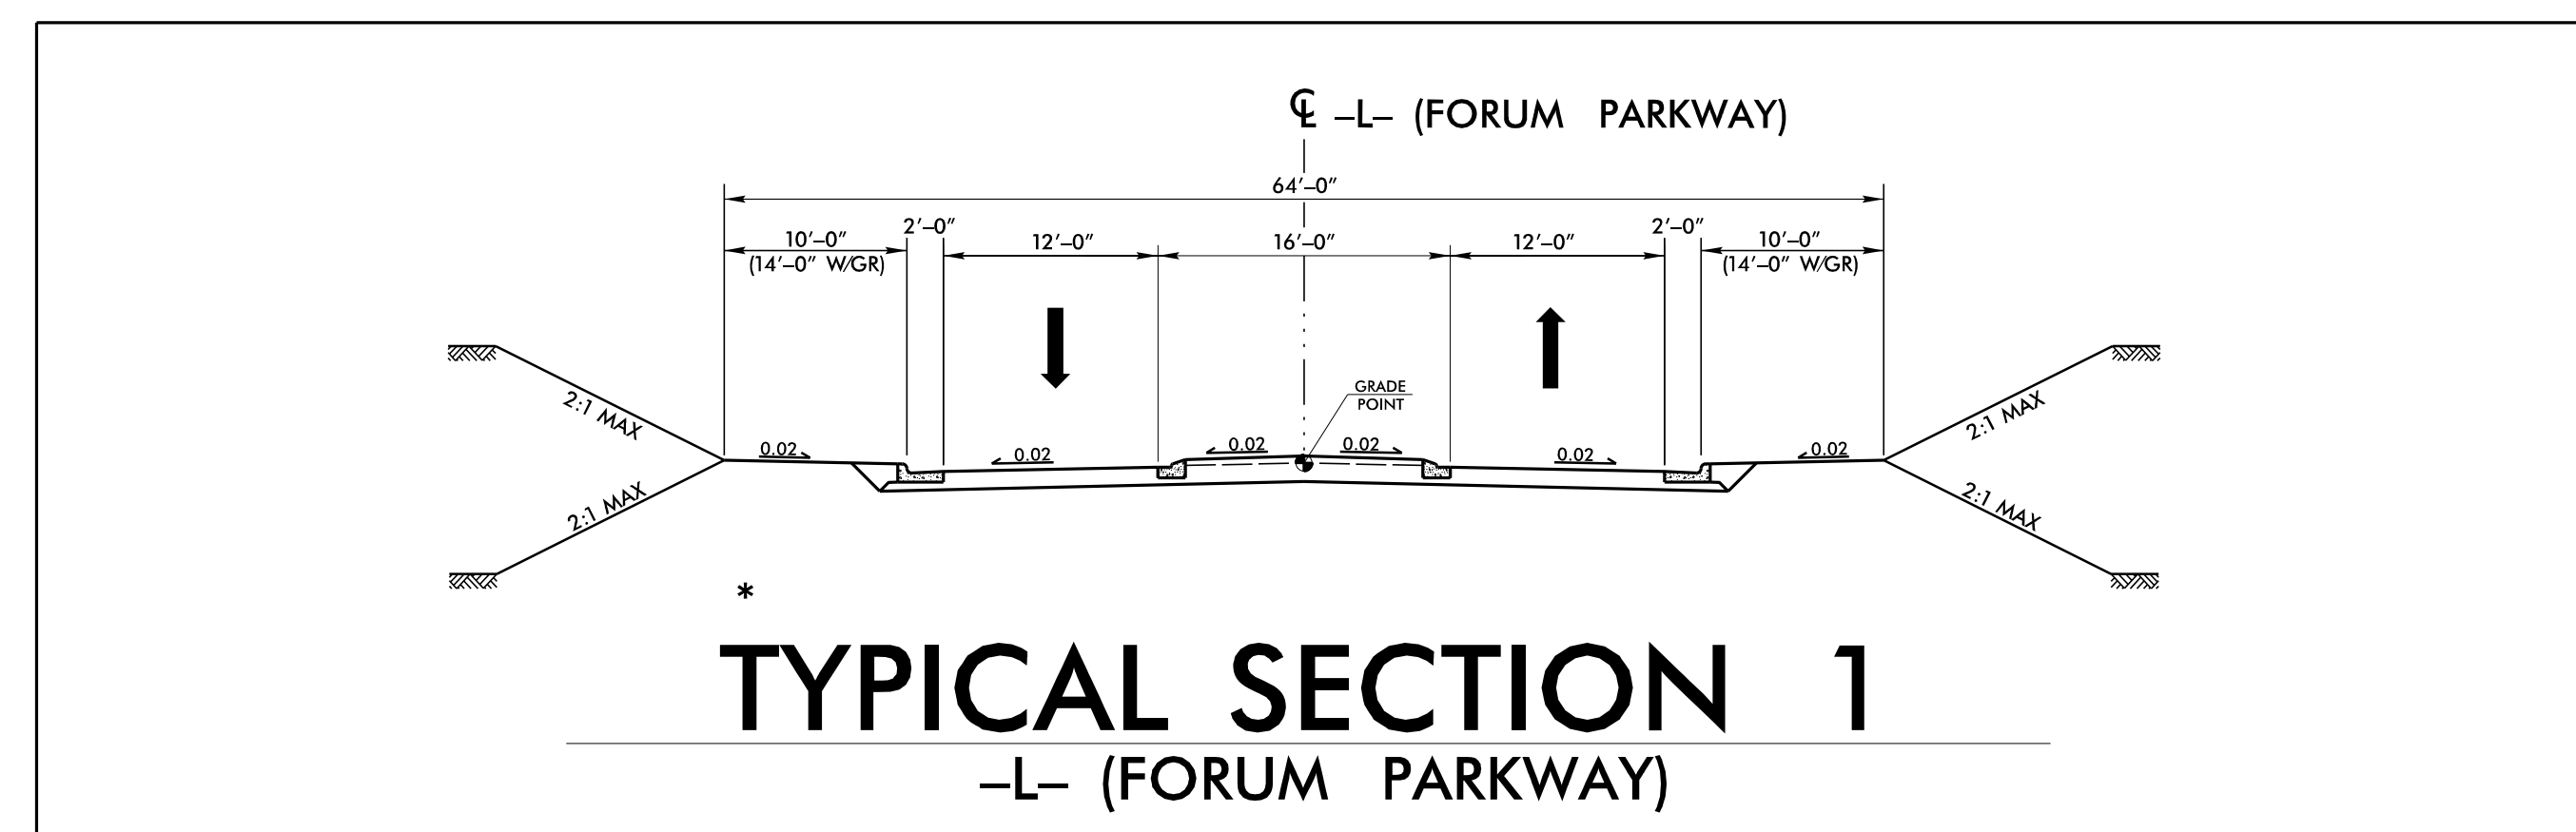 ℄ –L– (FORUM PARKWAY)
64'–0"
2'–0" 2'–0"
10'–0" 12'–0" 16'–0" 12'–0" 10'–0"
(14'–0" W/GR) (14'–0" W/GR)
GRADE
POINT
2:1 MAX 2:1 MAX
0.02 0.02 0.02 0.02 0.02 0.02
2:1 MAX 2:1 MAX
*
TYPICAL SECTION 1
–L– (FORUM PARKWAY)